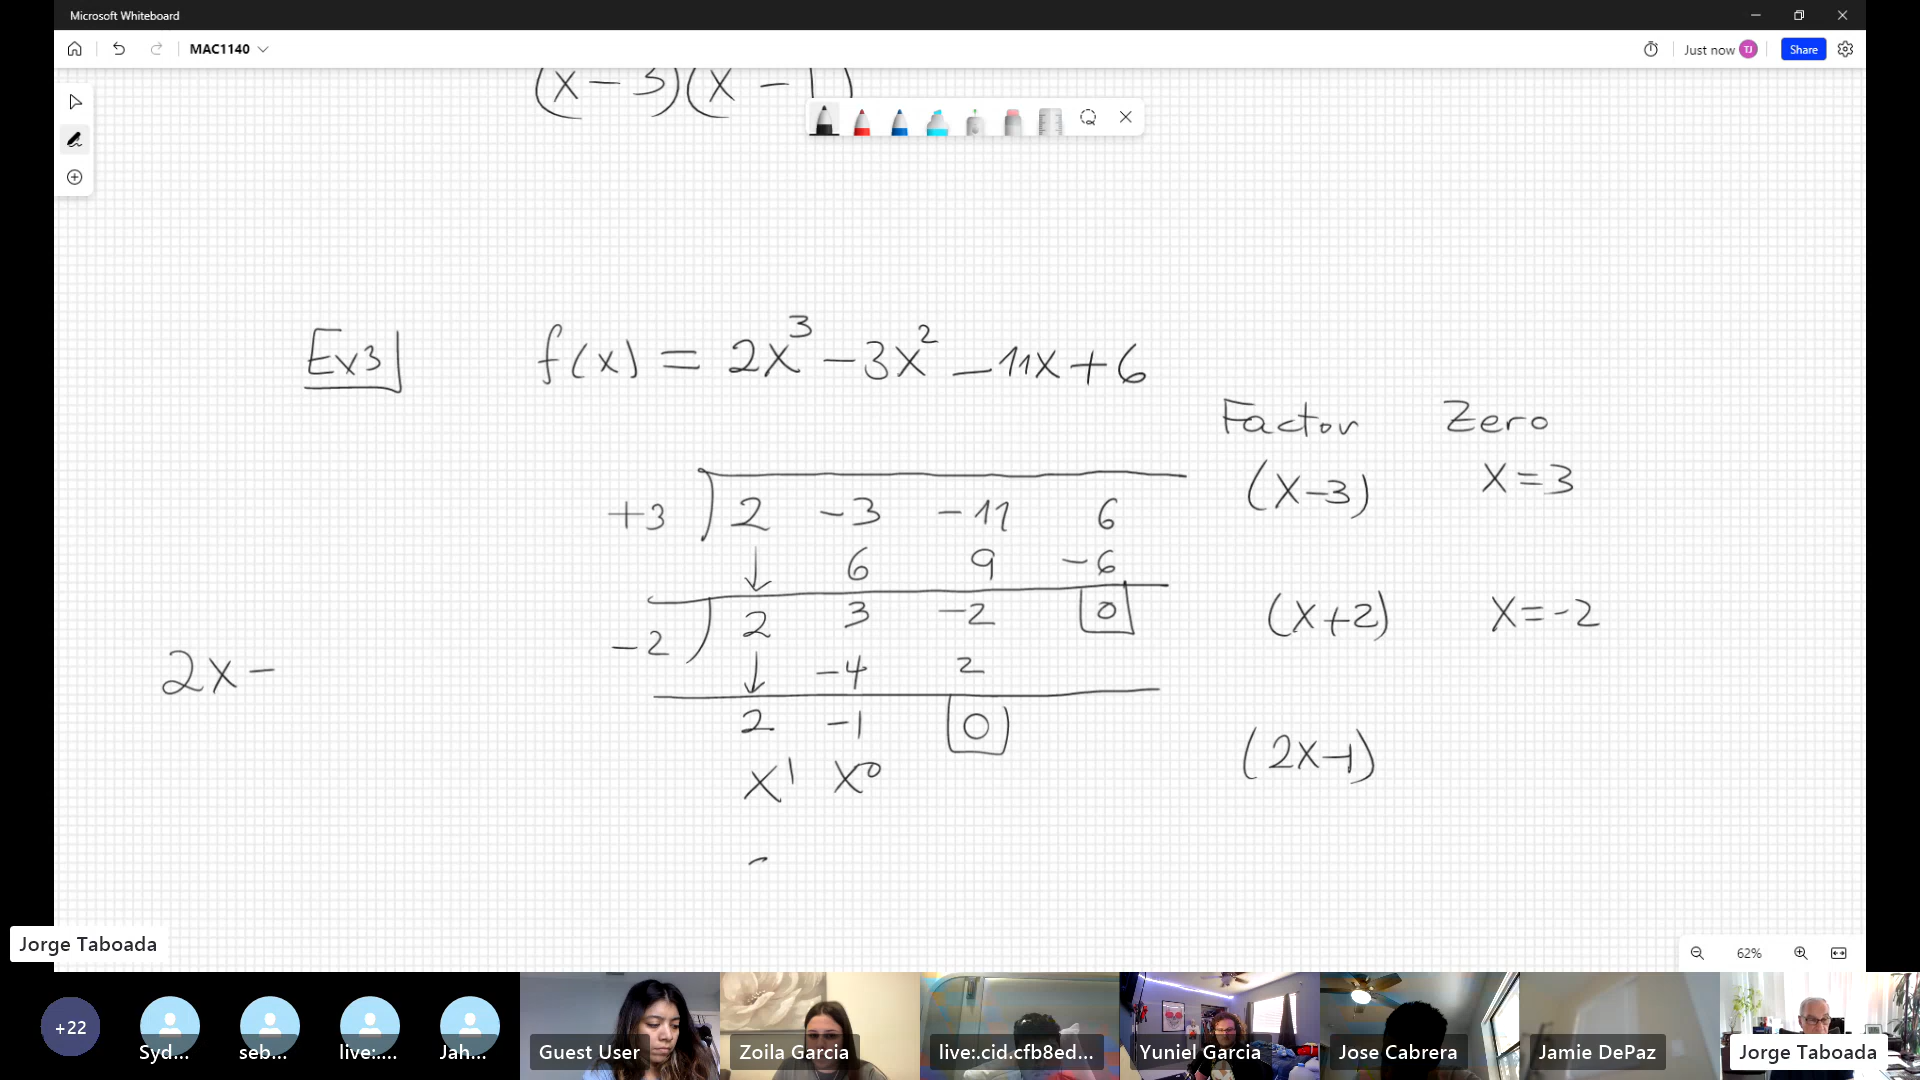 Microsoft Whiteboard
MAC1140
Just now TJ Share
(x - 3)(x - 1)
Ex3 f(x) = 2x³ - 3x² - 11x + 6
Factor Zero
(x-3) x=3
+3 2 -3 -11 6
6 9 -6
-2 2 3 -2 0
(x+2) x=-2
2x -
-4 2
2 -1 0
(2x-1)
x¹ x⁰
62%
Jorge Taboada
+22 Syd... seb... live:.... Jah... Guest User Zoila Garcia live:.cid.cfb8ed... Yuniel Garcia Jose Cabrera Jamie DePaz Jorge Taboada